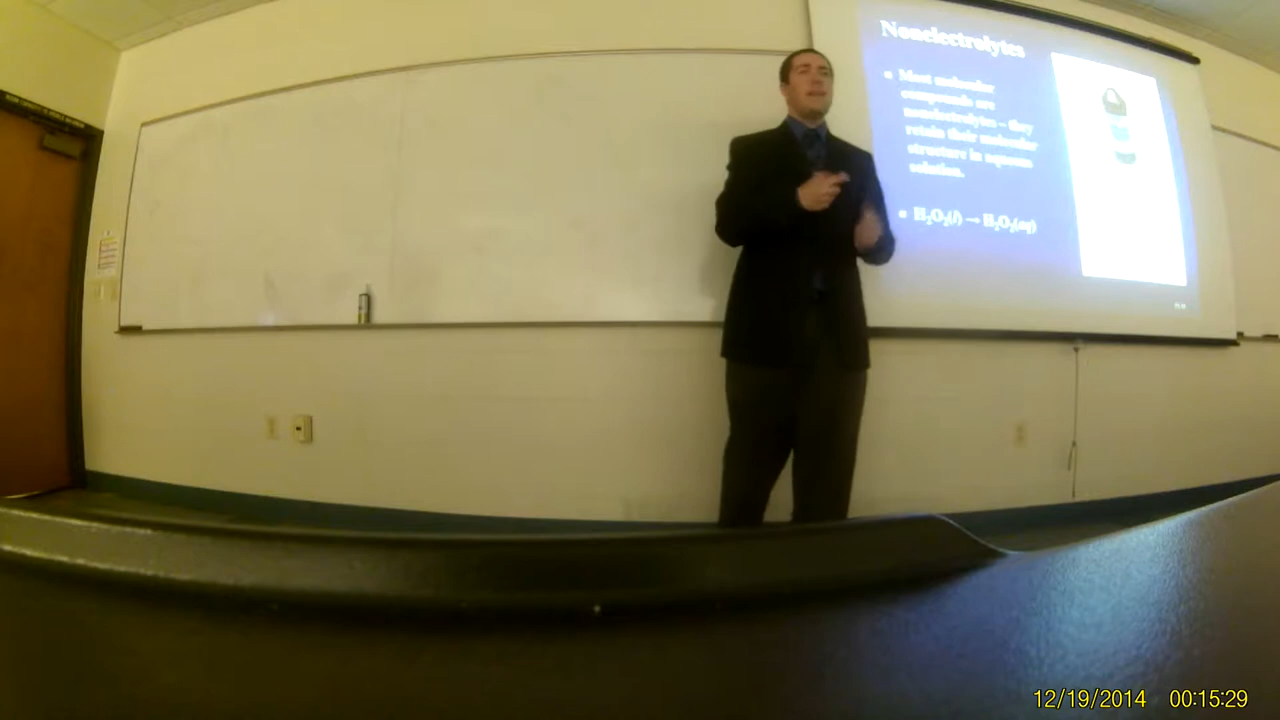 Nonelectrolytes
• Most molecular
compounds are
nonelectrolytes – they
retain their molecular
structure in aqueous
solution.
• H₂O₂(l) → H₂O₂(aq)
12/19/2014 00:15:29